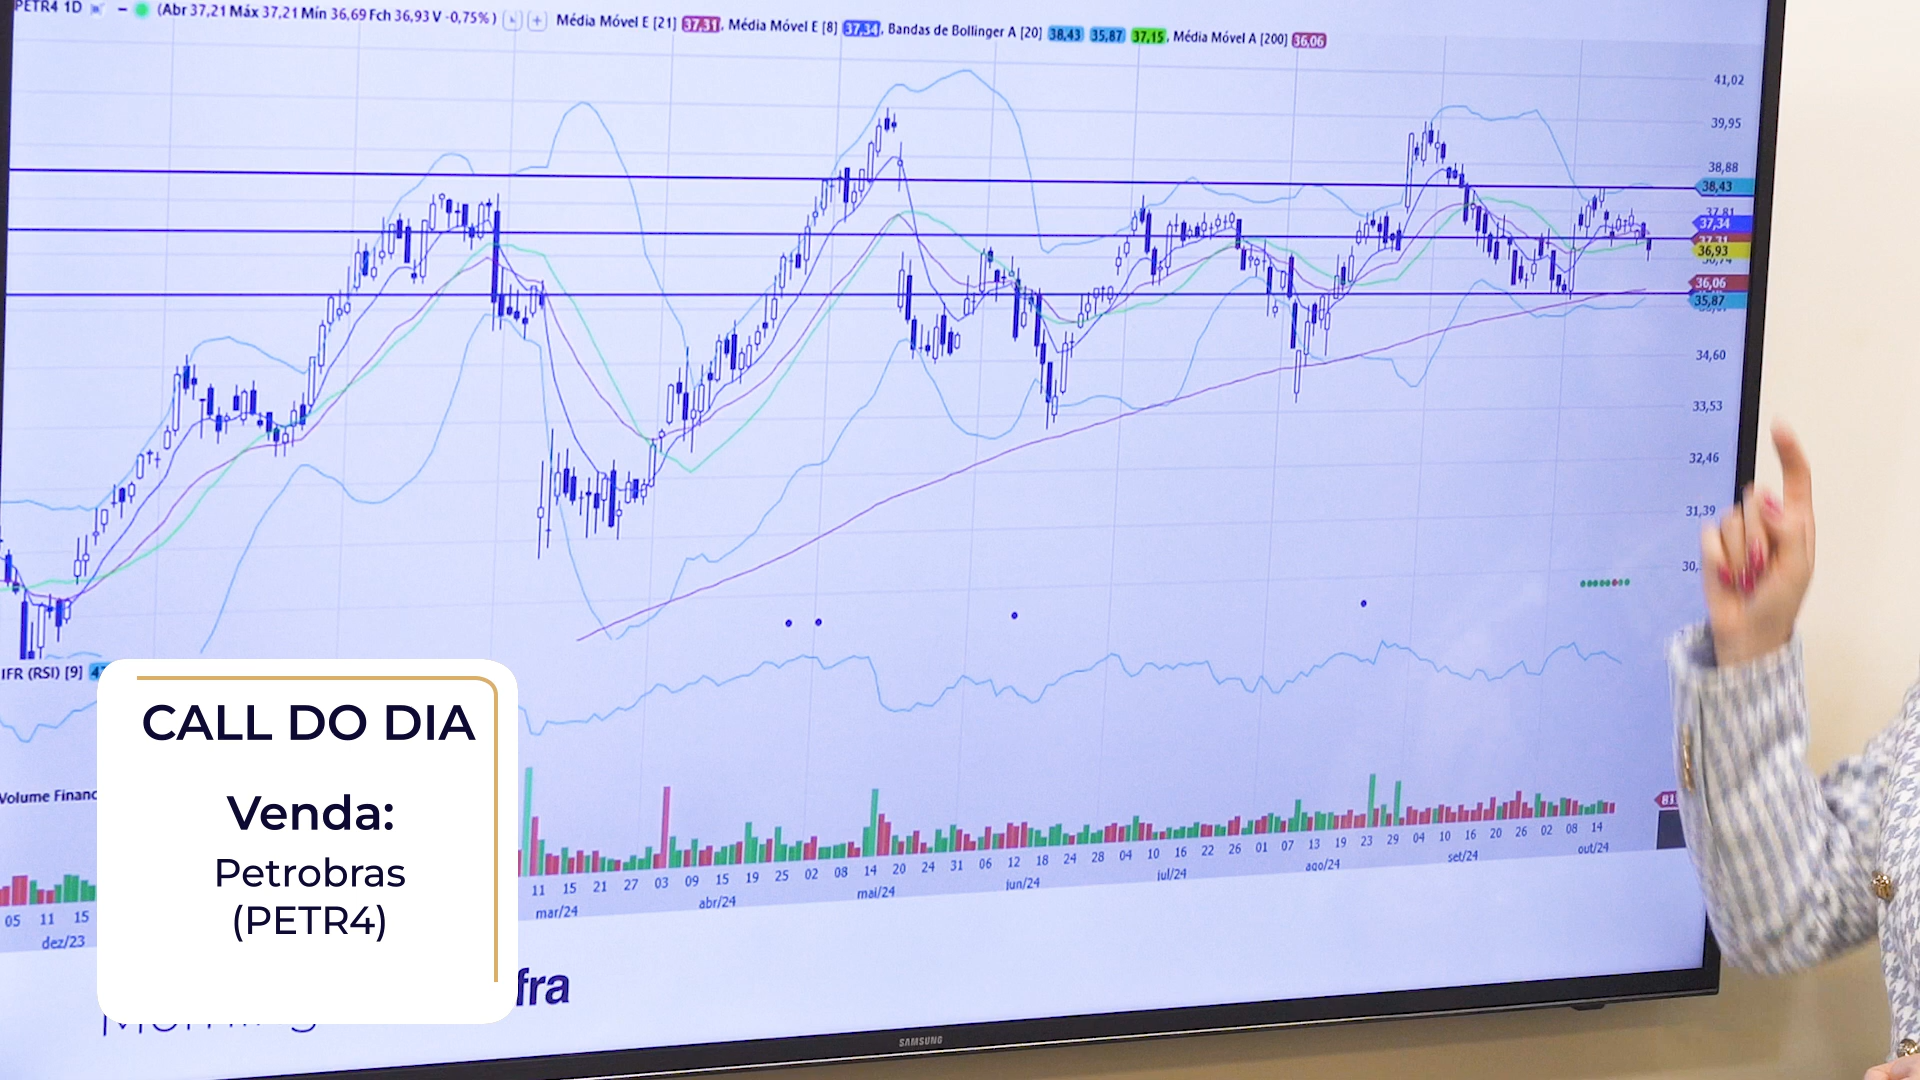 PETR4 1D (Abr 37,21 Máx 37,21 Mín 36,69 Fch 36,93 V -0,75% ) Média Móvel E [21] 37,31, Média Móvel E [8] 37,34, Bandas de Bollinger A [20] 38,43 35,87 37,15, Média Móvel A [200] 36,06
41,02
39,95
38,88
38,43
37,81
37,34
37,31
36,93
36,06
35,87
34,60
33,53
32,46
31,39
30,
IFR (RSI) [9]
Volume Financ
CALL DO DIA
Venda:
Petrobras
(PETR4)
05 11 15 11 15 21 27 03 09 15 19 25 02 08 14 20 24 31 06 12 18 24 28 04 10 16 22 26 01 07 13 19 23 29 04 10 16 20 26 02 08 14
dez/23 mar/24 abr/24 mai/24 jun/24 jul/24 ago/24 set/24 out/24
fra
Morning
SAMSUNG